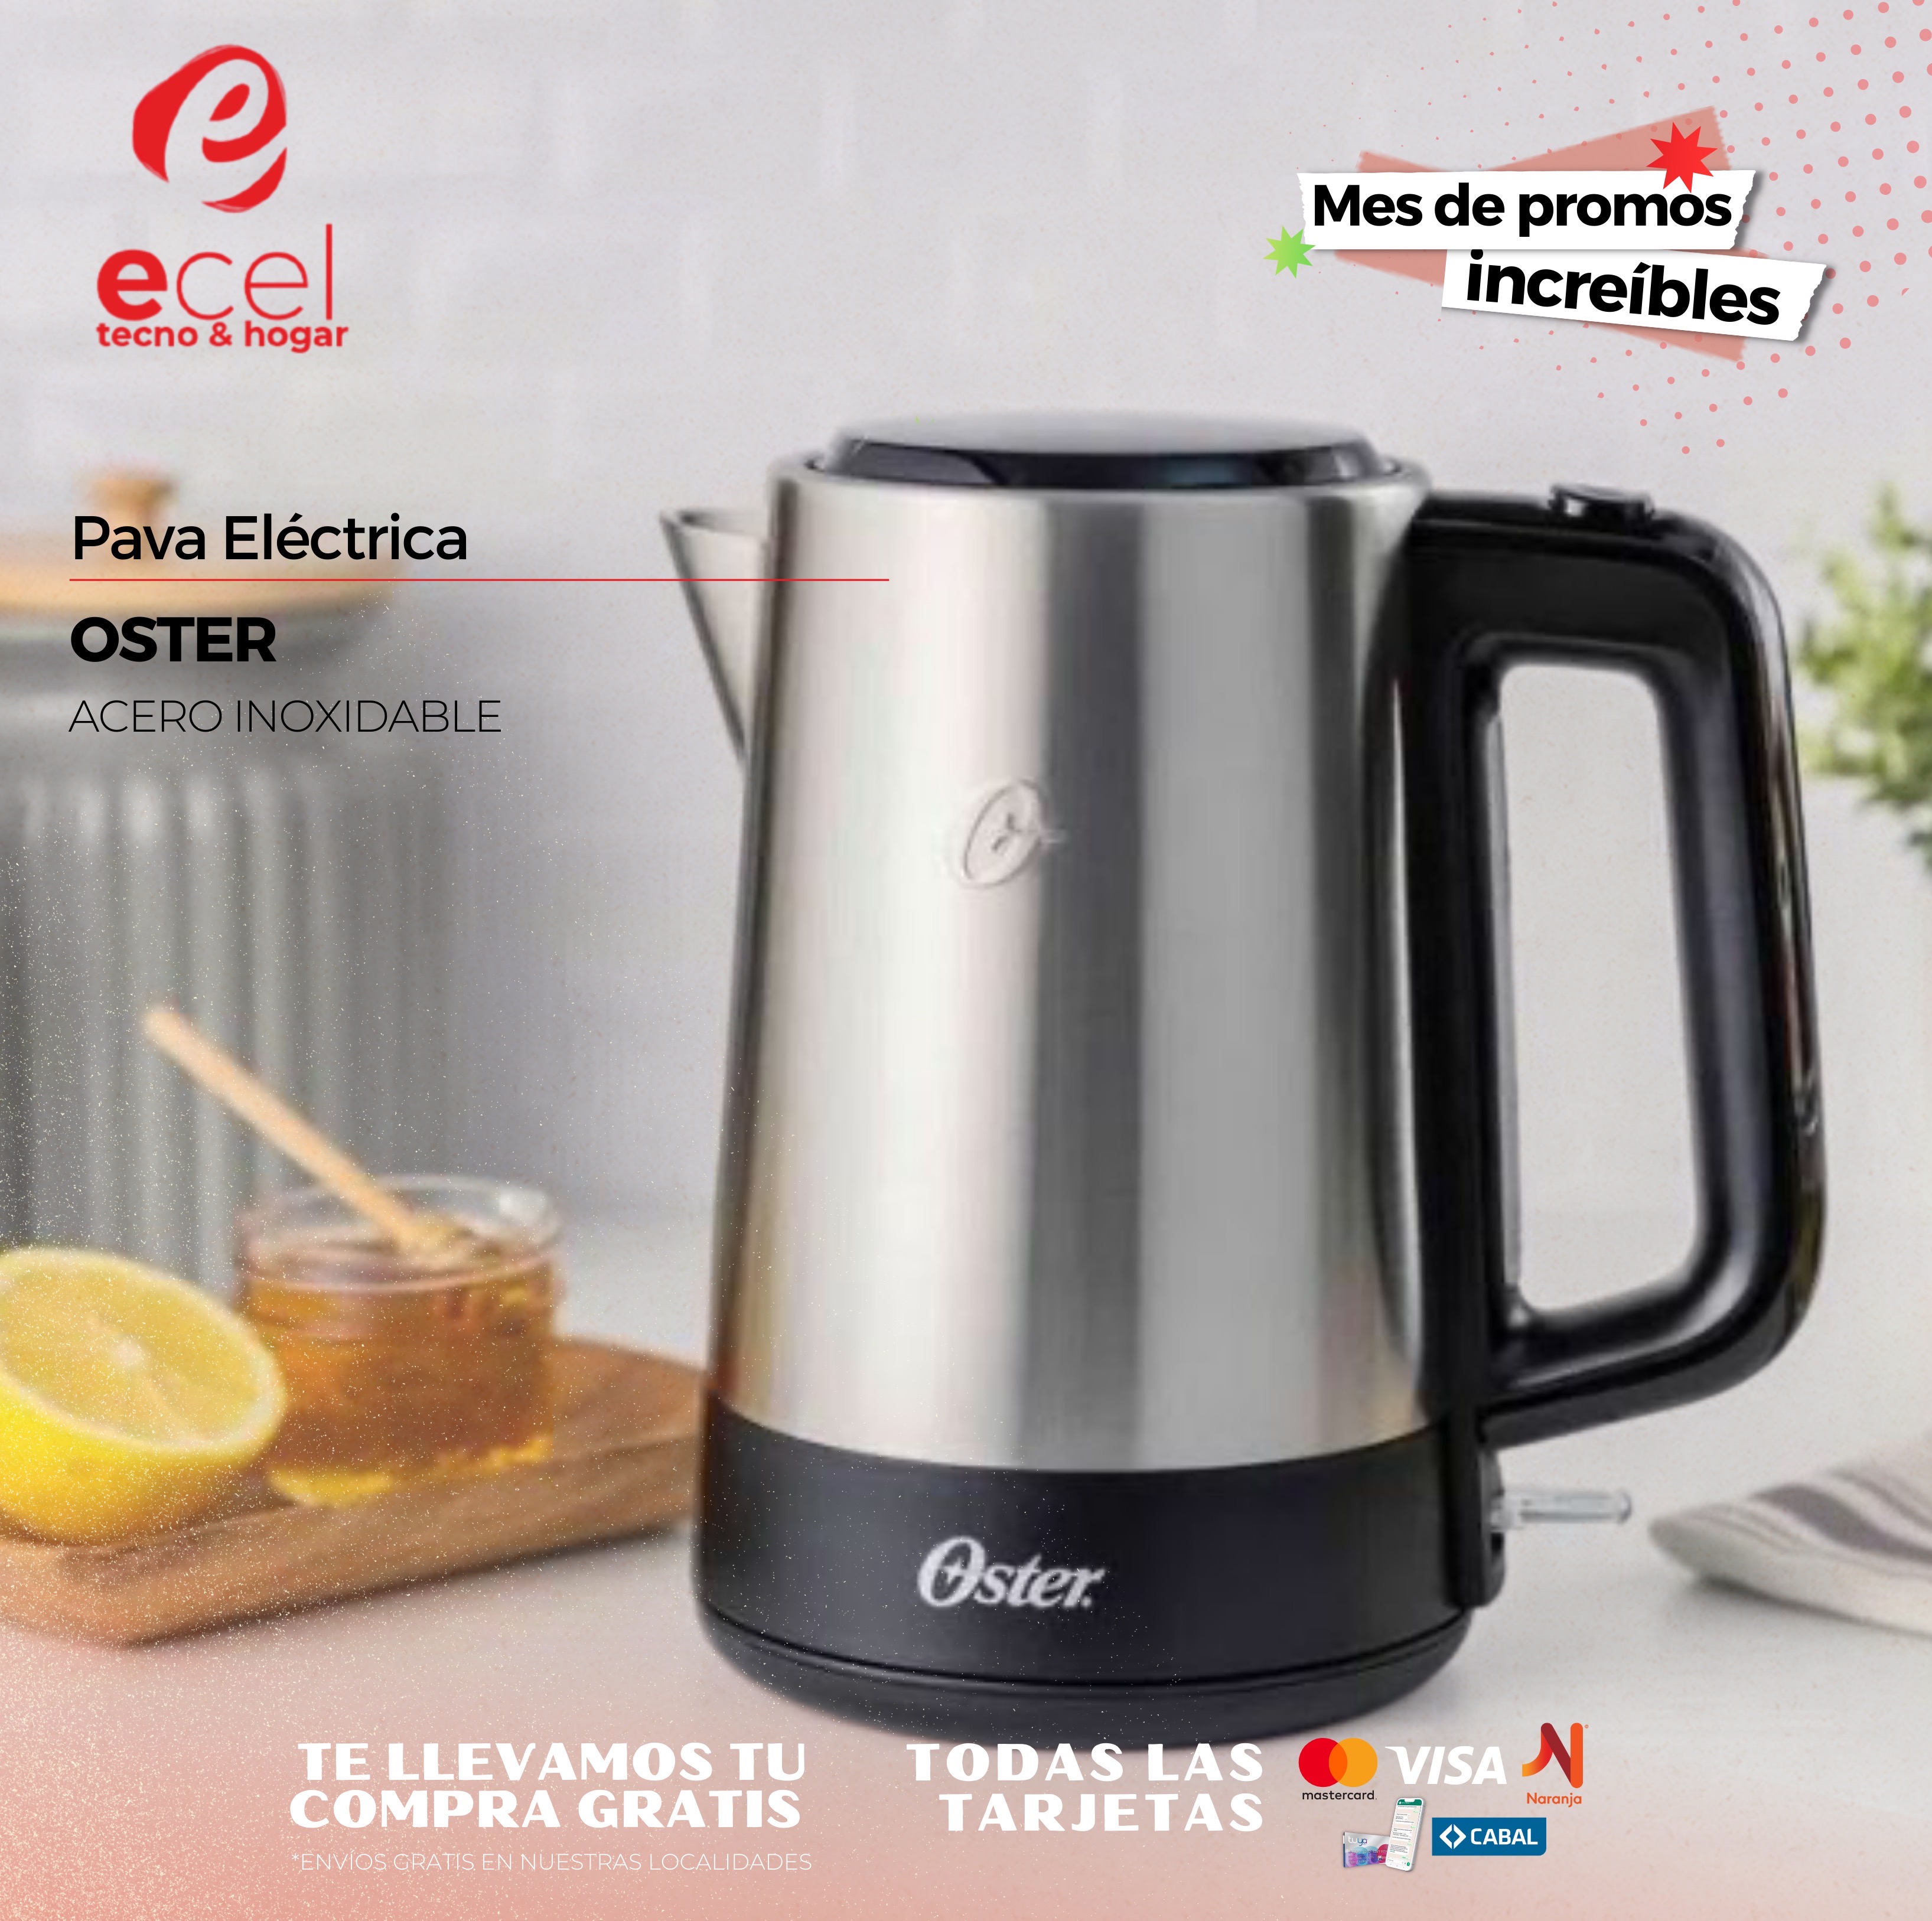 ecel
tecno & hogar
Mes de promos
increíbles
Pava Eléctrica
OSTER
ACERO INOXIDABLE
Oster
TE LLEVAMOS TU
COMPRA GRATIS
*ENVÍOS GRATIS EN NUESTRAS LOCALIDADES
TODAS LAS
TARJETAS
mastercard.
VISA
Naranja
tuya
CABAL